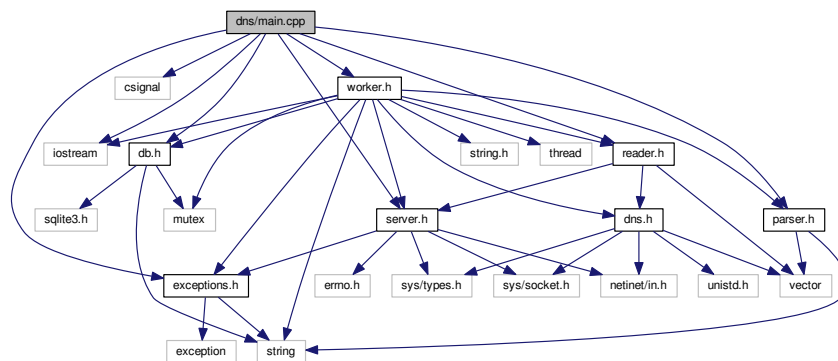 dns/main.cpp
csignal
worker.h
iostream
db.h
string.h
thread
reader.h
sqlite3.h
mutex
server.h
dns.h
parser.h
exceptions.h
errno.h
sys/types.h
sys/socket.h
netinet/in.h
unistd.h
vector
exception
string